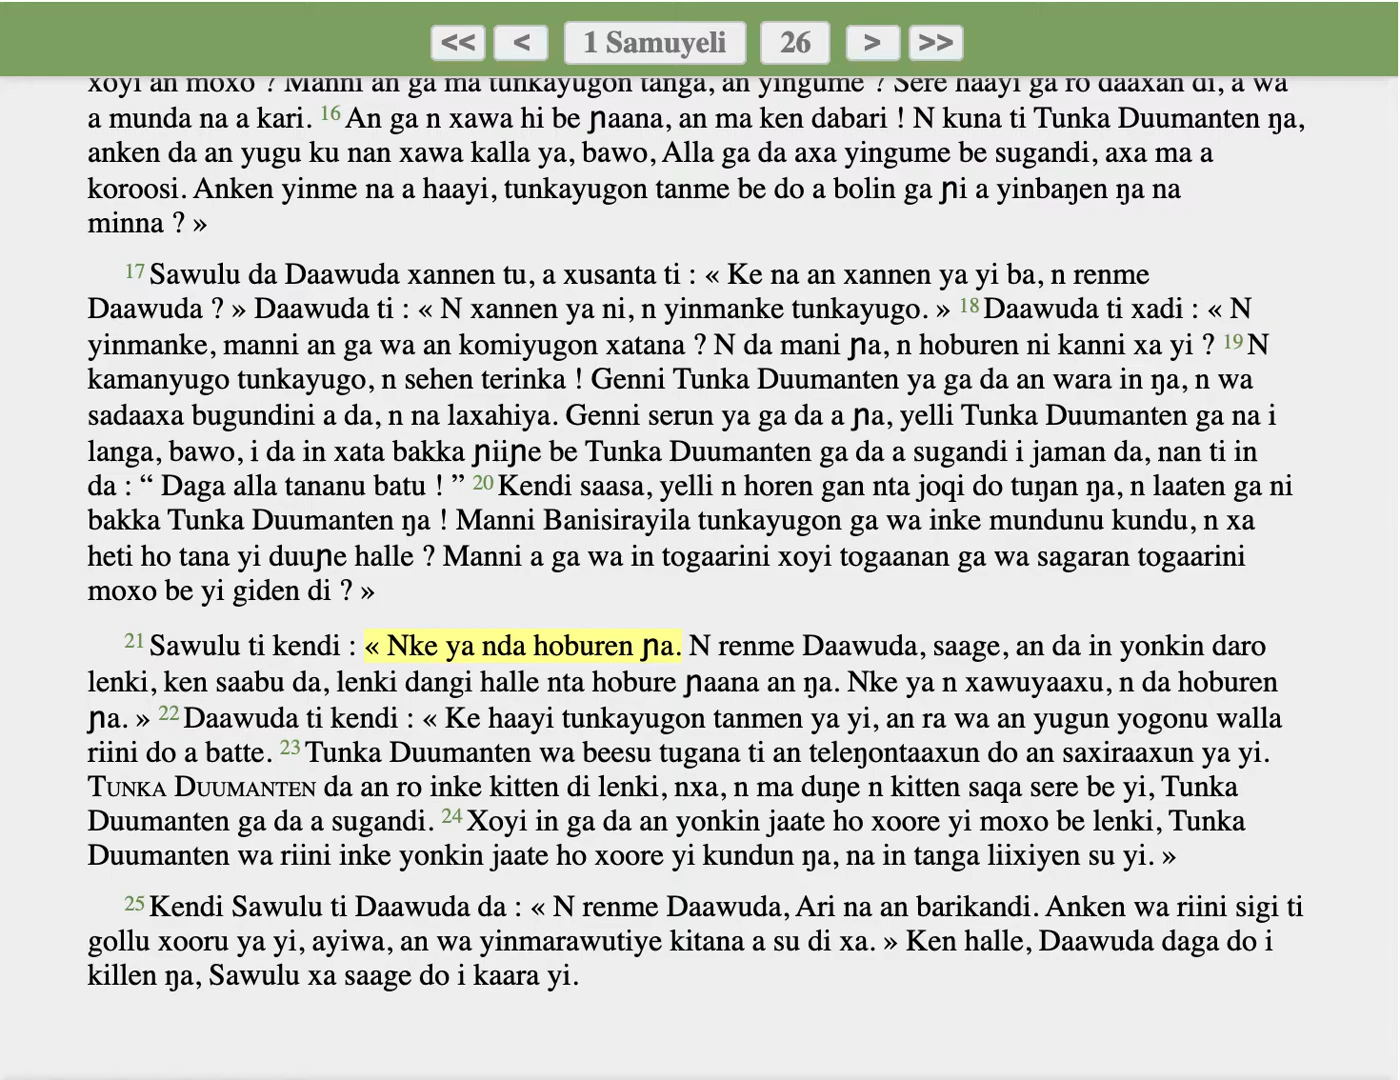 << < 1 Samuyeli 26 > >>
xoyi an moxo ? Manni an ga ma tunkayugon tanga, an yingume ? Sere haayi ga ro daaxan di, a wa
a munda na a kari. 16 An ga n xawa hi be ɲaana, an ma ken dabari ! N kuna ti Tunka Duumanten ŋa,
anken da an yugu ku nan xawa kalla ya, bawo, Alla ga da axa yingume be sugandi, axa ma a
koroosi. Anken yinme na a haayi, tunkayugon tanme be do a bolin ga ɲi a yinbaŋen ŋa na
minna ? »
17 Sawulu da Daawuda xannen tu, a xusanta ti : « Ke na an xannen ya yi ba, n renme
Daawuda ? » Daawuda ti : « N xannen ya ni, n yinmanke tunkayugo. » 18 Daawuda ti xadi : « N
yinmanke, manni an ga wa an komiyugon xatana ? N da mani ɲa, n hoburen ni kanni xa yi ? 19 N
kamanyugo tunkayugo, n sehen terinka ! Genni Tunka Duumanten ya ga da an wara in ŋa, n wa
sadaaxa bugundini a da, n na laxahiya. Genni serun ya ga da a ɲa, yelli Tunka Duumanten ga na i
langa, bawo, i da in xata bakka ɲiiɲe be Tunka Duumanten ga da a sugandi i jaman da, nan ti in
da : “ Daga alla tananu batu ! ” 20 Kendi saasa, yelli n horen gan nta joqi do tuŋan ŋa, n laaten ga ni
bakka Tunka Duumanten ŋa ! Manni Banisirayila tunkayugon ga wa inke mundunu kundu, n xa
heti ho tana yi duuɲe halle ? Manni a ga wa in togaarini xoyi togaanan ga wa sagaran togaarini
moxo be yi giden di ? »
21 Sawulu ti kendi : « Nke ya nda hoburen ɲa. N renme Daawuda, saage, an da in yonkin daro
lenki, ken saabu da, lenki dangi halle nta hobure ɲaana an ŋa. Nke ya n xawuyaaxu, n da hoburen
ɲa. » 22 Daawuda ti kendi : « Ke haayi tunkayugon tanmen ya yi, an ra wa an yugun yogonu walla
riini do a batte. 23 Tunka Duumanten wa beesu tugana ti an teleŋontaaxun do an saxiraaxun ya yi.
TUNKA DUUMANTEN da an ro inke kitten di lenki, nxa, n ma duŋe n kitten saqa sere be yi, Tunka
Duumanten ga da a sugandi. 24 Xoyi in ga da an yonkin jaate ho xoore yi moxo be lenki, Tunka
Duumanten wa riini inke yonkin jaate ho xoore yi kundun ŋa, na in tanga liixiyen su yi. »
25 Kendi Sawulu ti Daawuda da : « N renme Daawuda, Ari na an barikandi. Anken wa riini sigi ti
gollu xooru ya yi, ayiwa, an wa yinmarawutiye kitana a su di xa. » Ken halle, Daawuda daga do i
killen ŋa, Sawulu xa saage do i kaara yi.